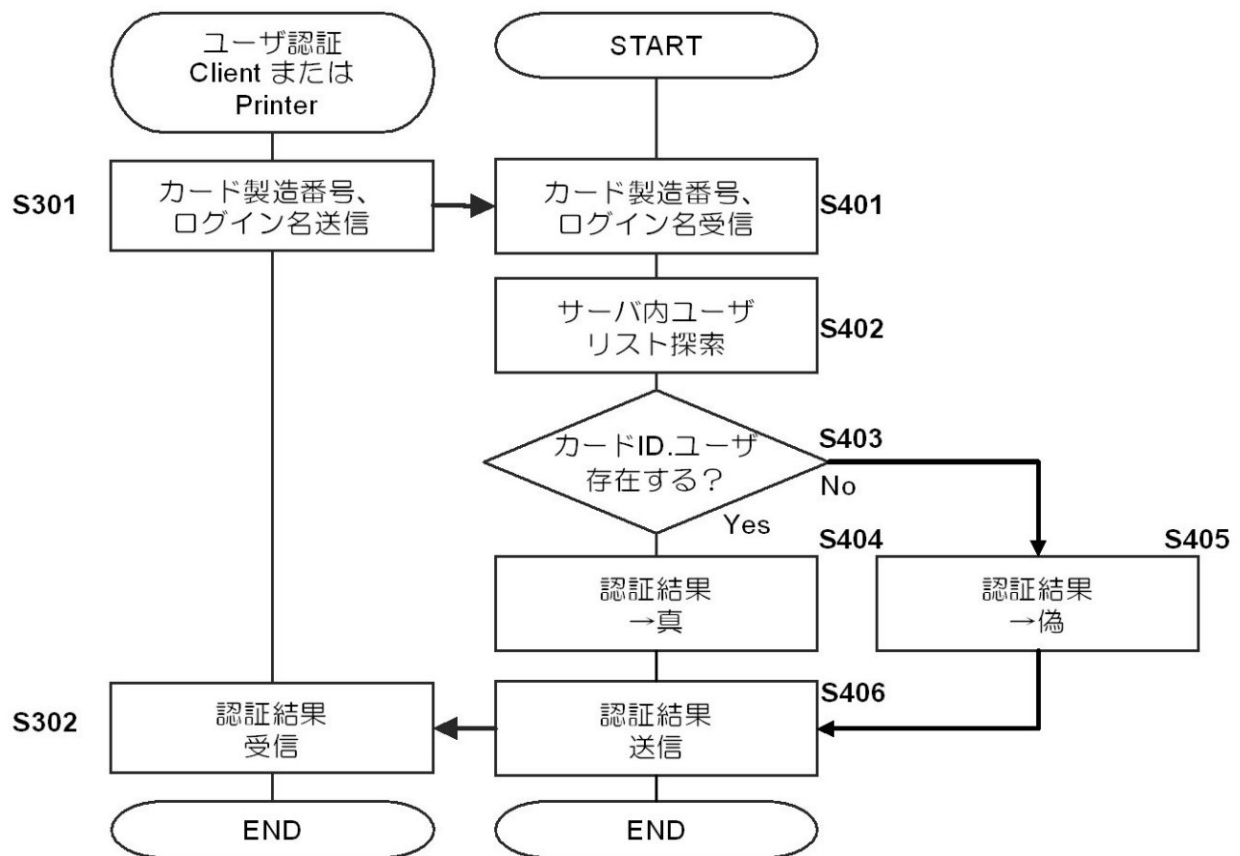 ユーザ認証
Client または
Printer
START
S301
カード製造番号、
ログイン名送信
カード製造番号、
ログイン名受信
S401
サーバ内ユーザ
リスト探索
S402
カードID.ユーザ
存在する？
S403
No
Yes
S404
認証結果
→真
S405
認証結果
→偽
S302
認証結果
受信
認証結果
送信
S406
END
END